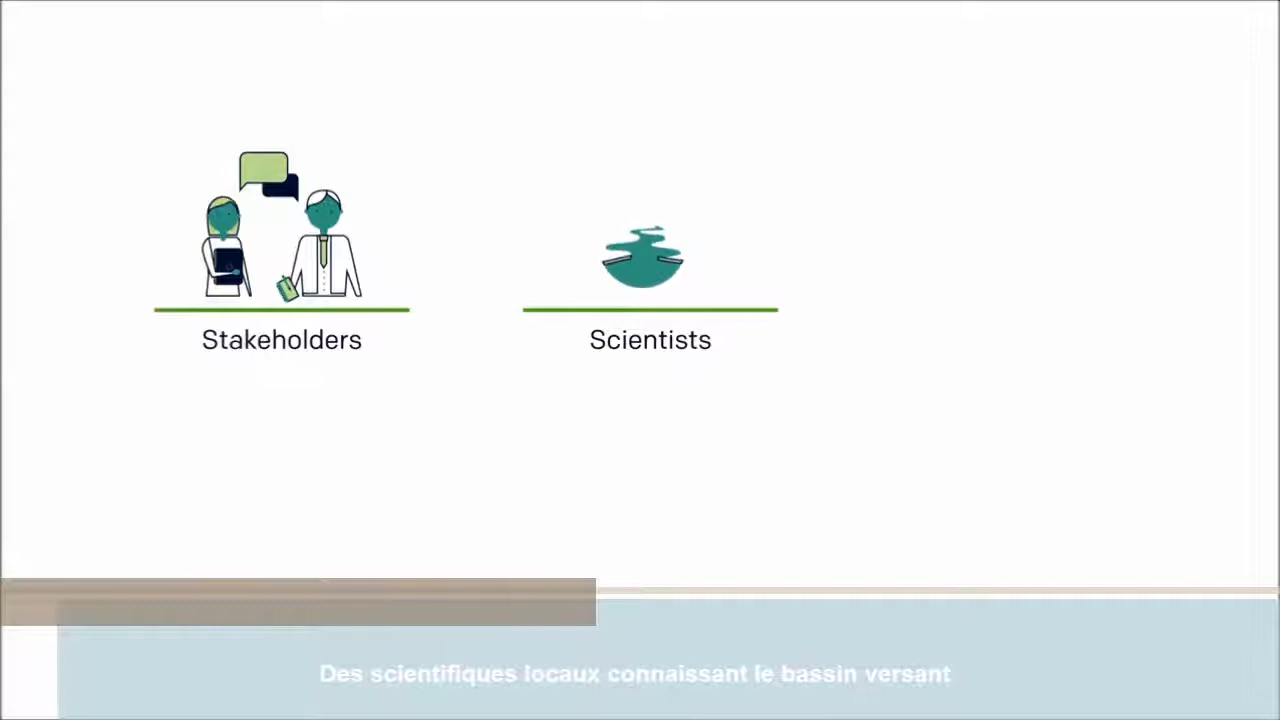 Stakeholders
Scientists
Des scientifiques locaux connaissant le bassin versant